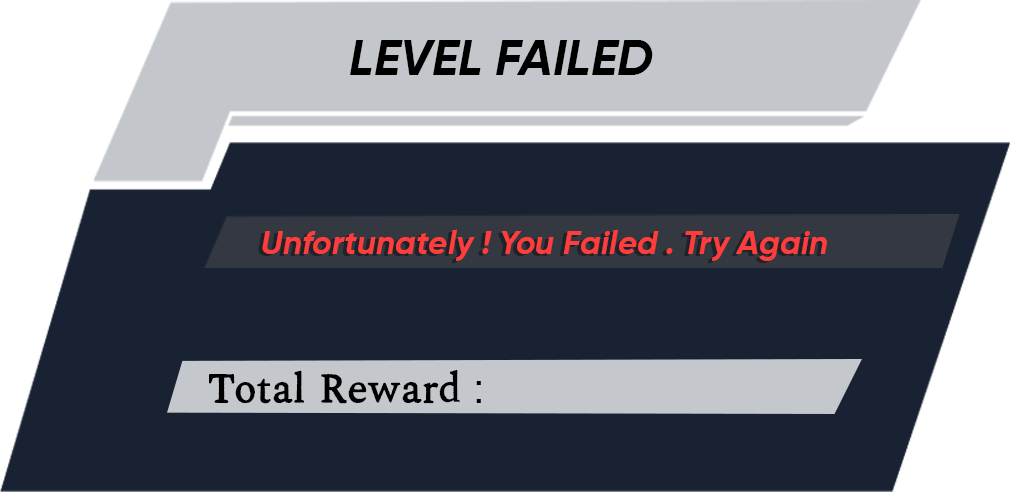 LEVEL FAILED
Unfortunately ! You Failed . Try Again
Total Reward :